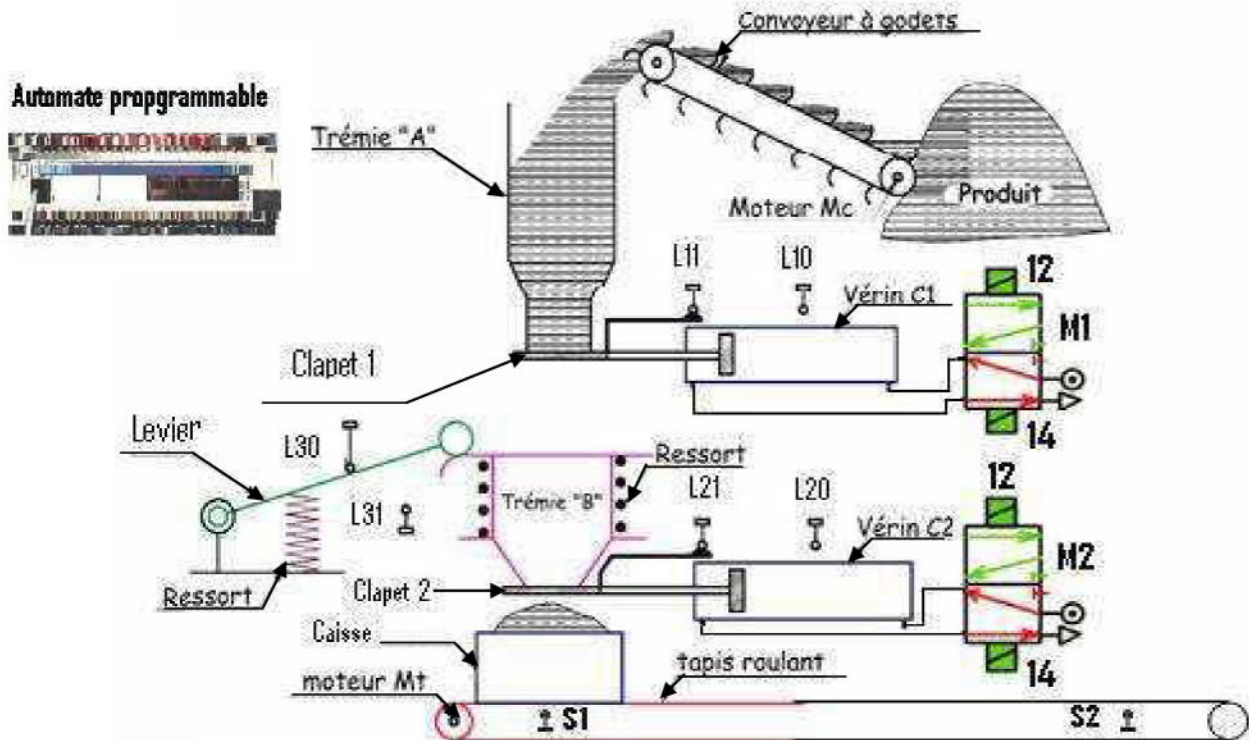 Convoyeur à godets
Automate propgrammable
Trémie "A"
Moteur Mc
Produit
L11
L10
Vérin C1
12
M1
Clapet 1
14
Levier
L30
L31
Ressort
Trémie "B"
L21
L20
12
Vérin C2
M2
Ressort
Clapet 2
Caisse
moteur Mt
tapis roulant
14
S1
S2